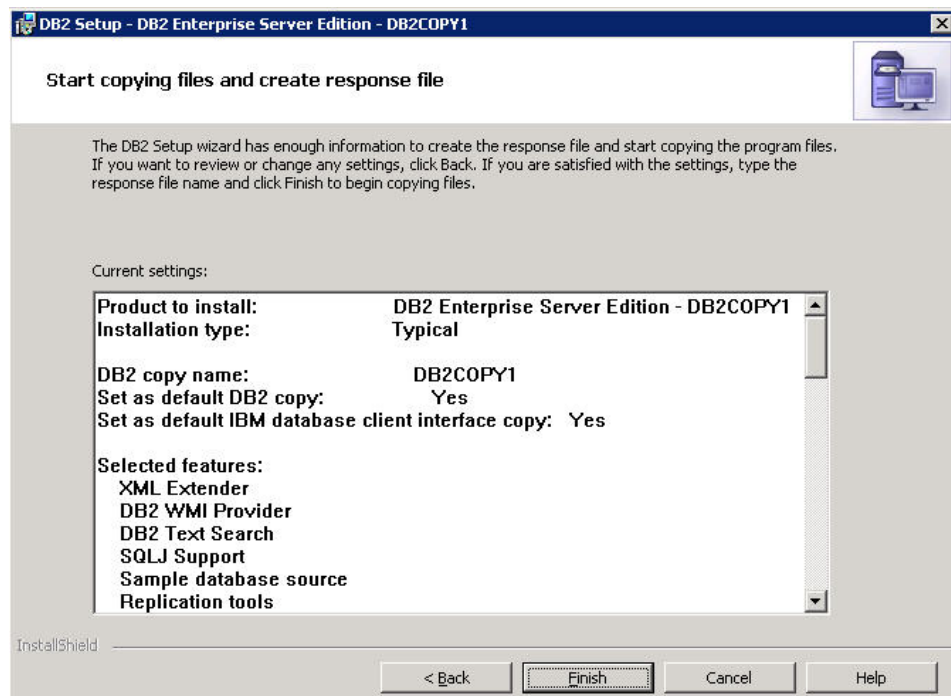 DB2 Setup - DB2 Enterprise Server Edition - DB2COPY1
Start copying files and create response file
The DB2 Setup wizard has enough information to create the response file and start copying the program files.
If you want to review or change any settings, click Back. If you are satisfied with the settings, type the
response file name and click Finish to begin copying files.
Current settings:
Product to install: DB2 Enterprise Server Edition - DB2COPY1
Installation type: Typical
DB2 copy name: DB2COPY1
Set as default DB2 copy: Yes
Set as default IBM database client interface copy: Yes
Selected features:
XML Extender
DB2 WMI Provider
DB2 Text Search
SQLJ Support
Sample database source
Replication tools
InstallShield
< Back Finish Cancel Help